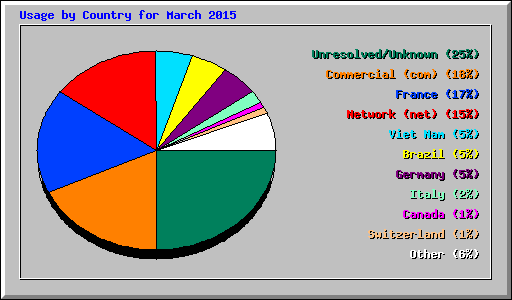 Usage by Country for March 2015
Unresolved/Unknown (25%)
Commercial (com) (18%)
France (17%)
Network (net) (15%)
Viet Nam (5%)
Brazil (5%)
Germany (5%)
Italy (2%)
Canada (1%)
Switzerland (1%)
Other (6%)